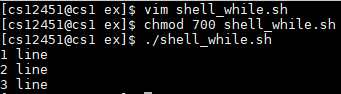 [cs12451@cs1 ex]$ vim shell_while.sh
[cs12451@cs1 ex]$ chmod 700 shell_while.sh
[cs12451@cs1 ex]$ ./shell_while.sh
1 line
2 line
3 line